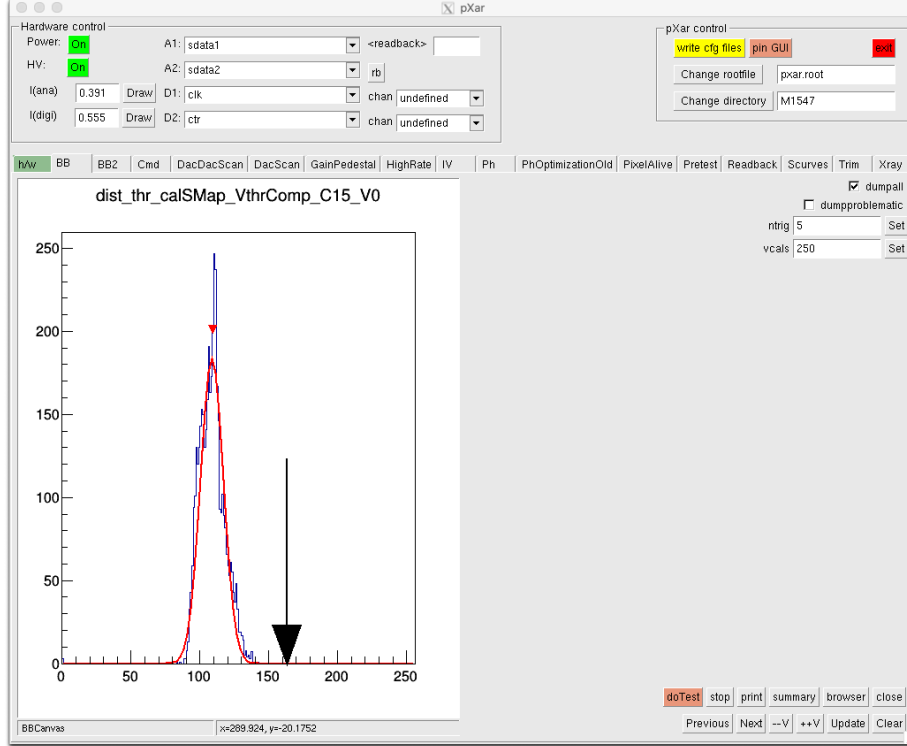 pXar
Hardware control
Power: On A1: sdata1 <readback>
HV: On A2: sdata2 rb
I(ana) 0.391 Draw D1: clk chan undefined
I(digi) 0.555 Draw D2: ctr chan undefined
pXar control
write cfg files pin GUI exit
Change rootfile pxar.root
Change directory M1547
h/w BB BB2 Cmd DacDacScan DacScan GainPedestal HighRate IV Ph PhOptimizationOld PixelAlive Pretest Readback Scurves Trim Xray
dist_thr_calSMap_VthrComp_C15_V0
250
200
150
100
50
0
0 50 100 150 200 250
BBCanvas x=289.924, y=-20.1752
dumpall
dumpproblematic
ntrig 5 Set
vcals 250 Set
doTest stop print summary browser close
Previous Next --V ++V Update Clear